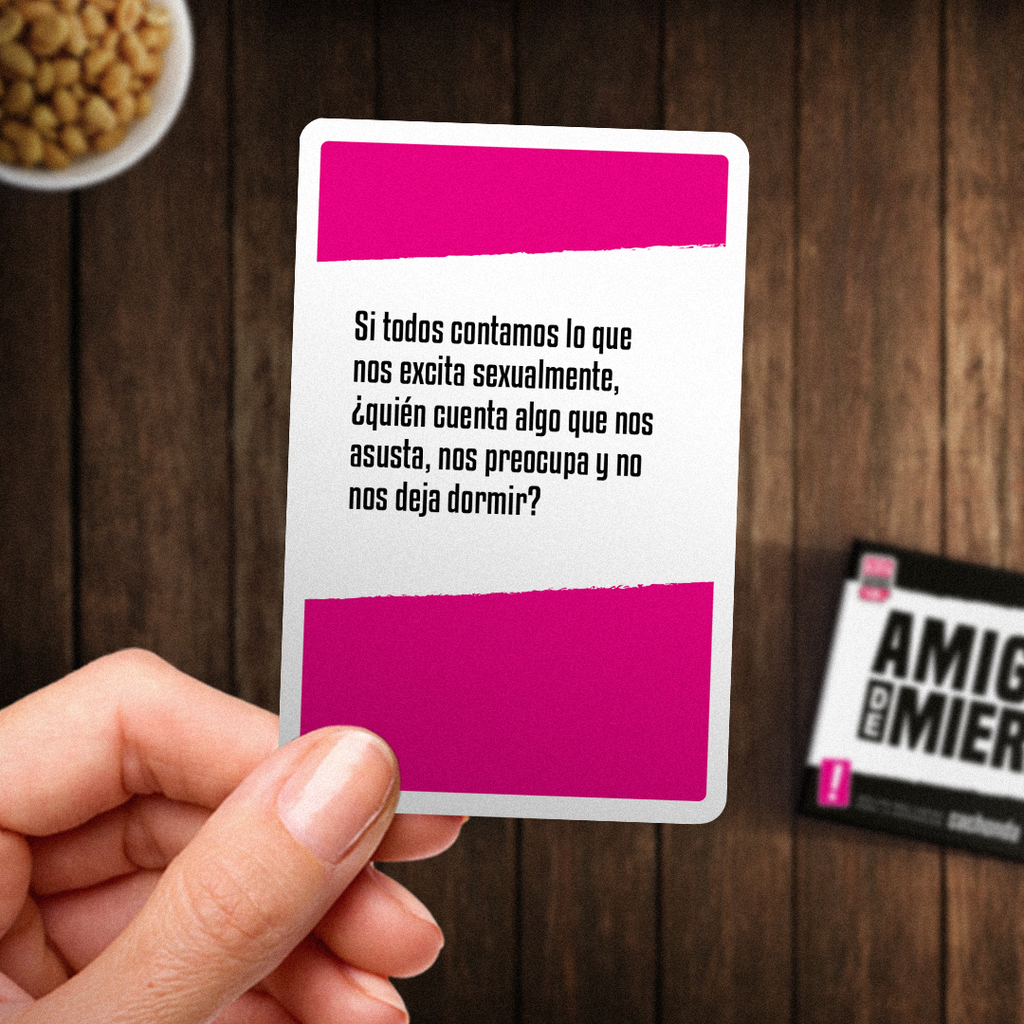 Si todos contamos lo que
nos excita sexualmente,
¿quién cuenta algo que nos
asusta, nos preocupa y no
nos deja dormir?
AMIG
DE MIER
!
cachonda